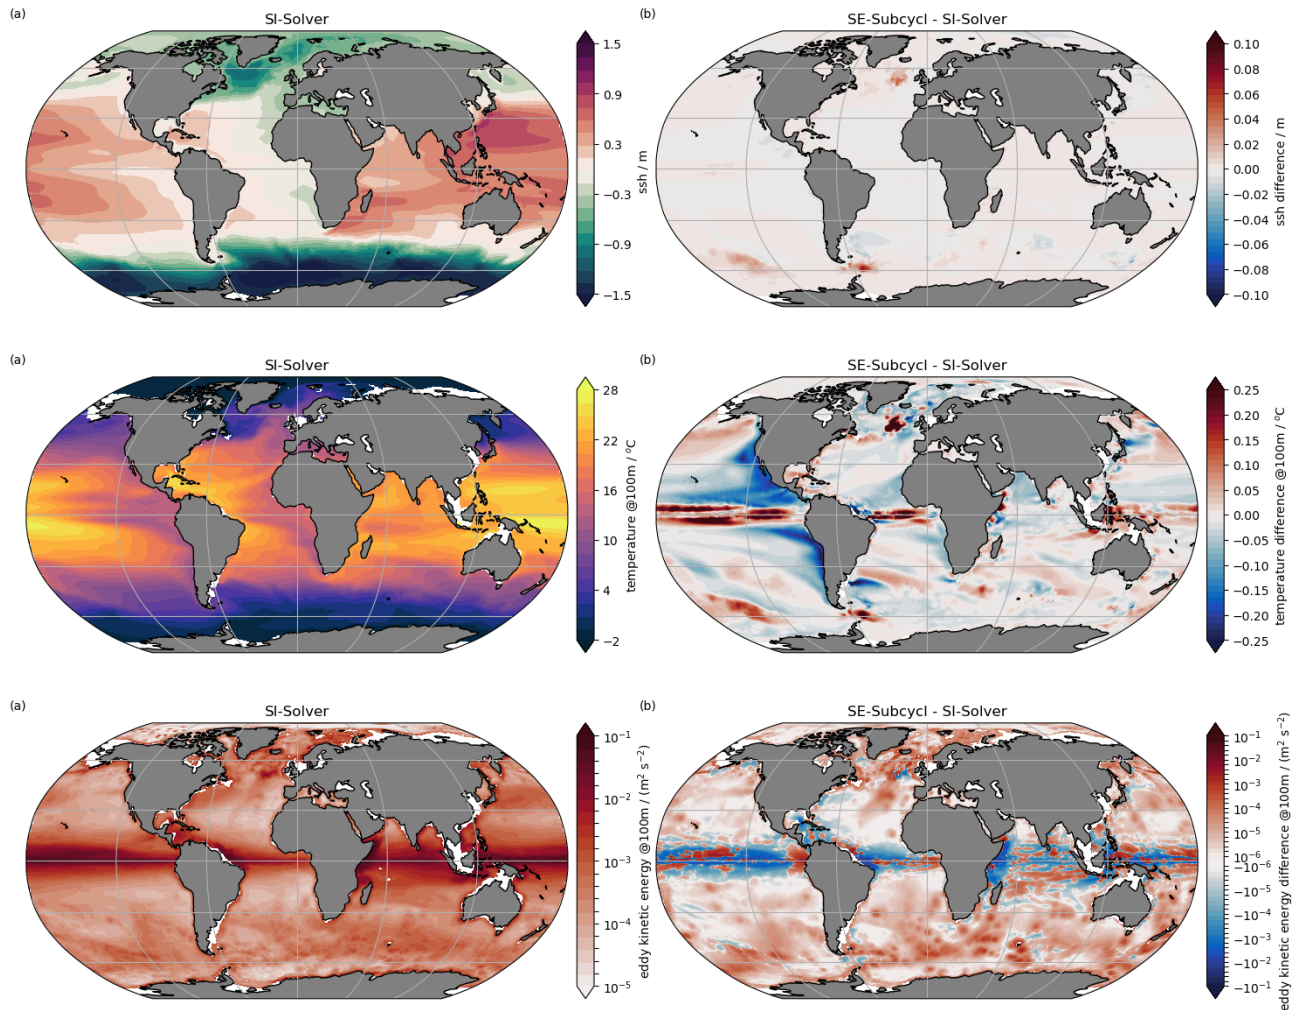 (a)
SI-Solver
1.5
0.9
0.3
−0.3
−0.9
−1.5
ssh / m
(b)
SE-Subcycl - SI-Solver
0.10
0.08
0.06
0.04
0.02
0.00
−0.02
−0.04
−0.06
−0.08
−0.10
ssh difference / m
(a)
SI-Solver
28
22
16
10
4
−2
temperature @100m / °C
(b)
SE-Subcycl - SI-Solver
0.25
0.20
0.15
0.10
0.05
0.00
−0.05
−0.10
−0.15
−0.20
−0.25
temperature difference @100m / °C
(a)
SI-Solver
10⁻¹
10⁻²
10⁻³
10⁻⁴
10⁻⁵
eddy kinetic energy @100m / (m² s⁻²)
(b)
SE-Subcycl - SI-Solver
10⁻¹
10⁻²
10⁻³
10⁻⁴
10⁻⁵
10⁻⁶
−10⁻⁶
−10⁻⁵
−10⁻⁴
−10⁻³
−10⁻²
−10⁻¹
eddy kinetic energy difference @100m / (m² s⁻²)